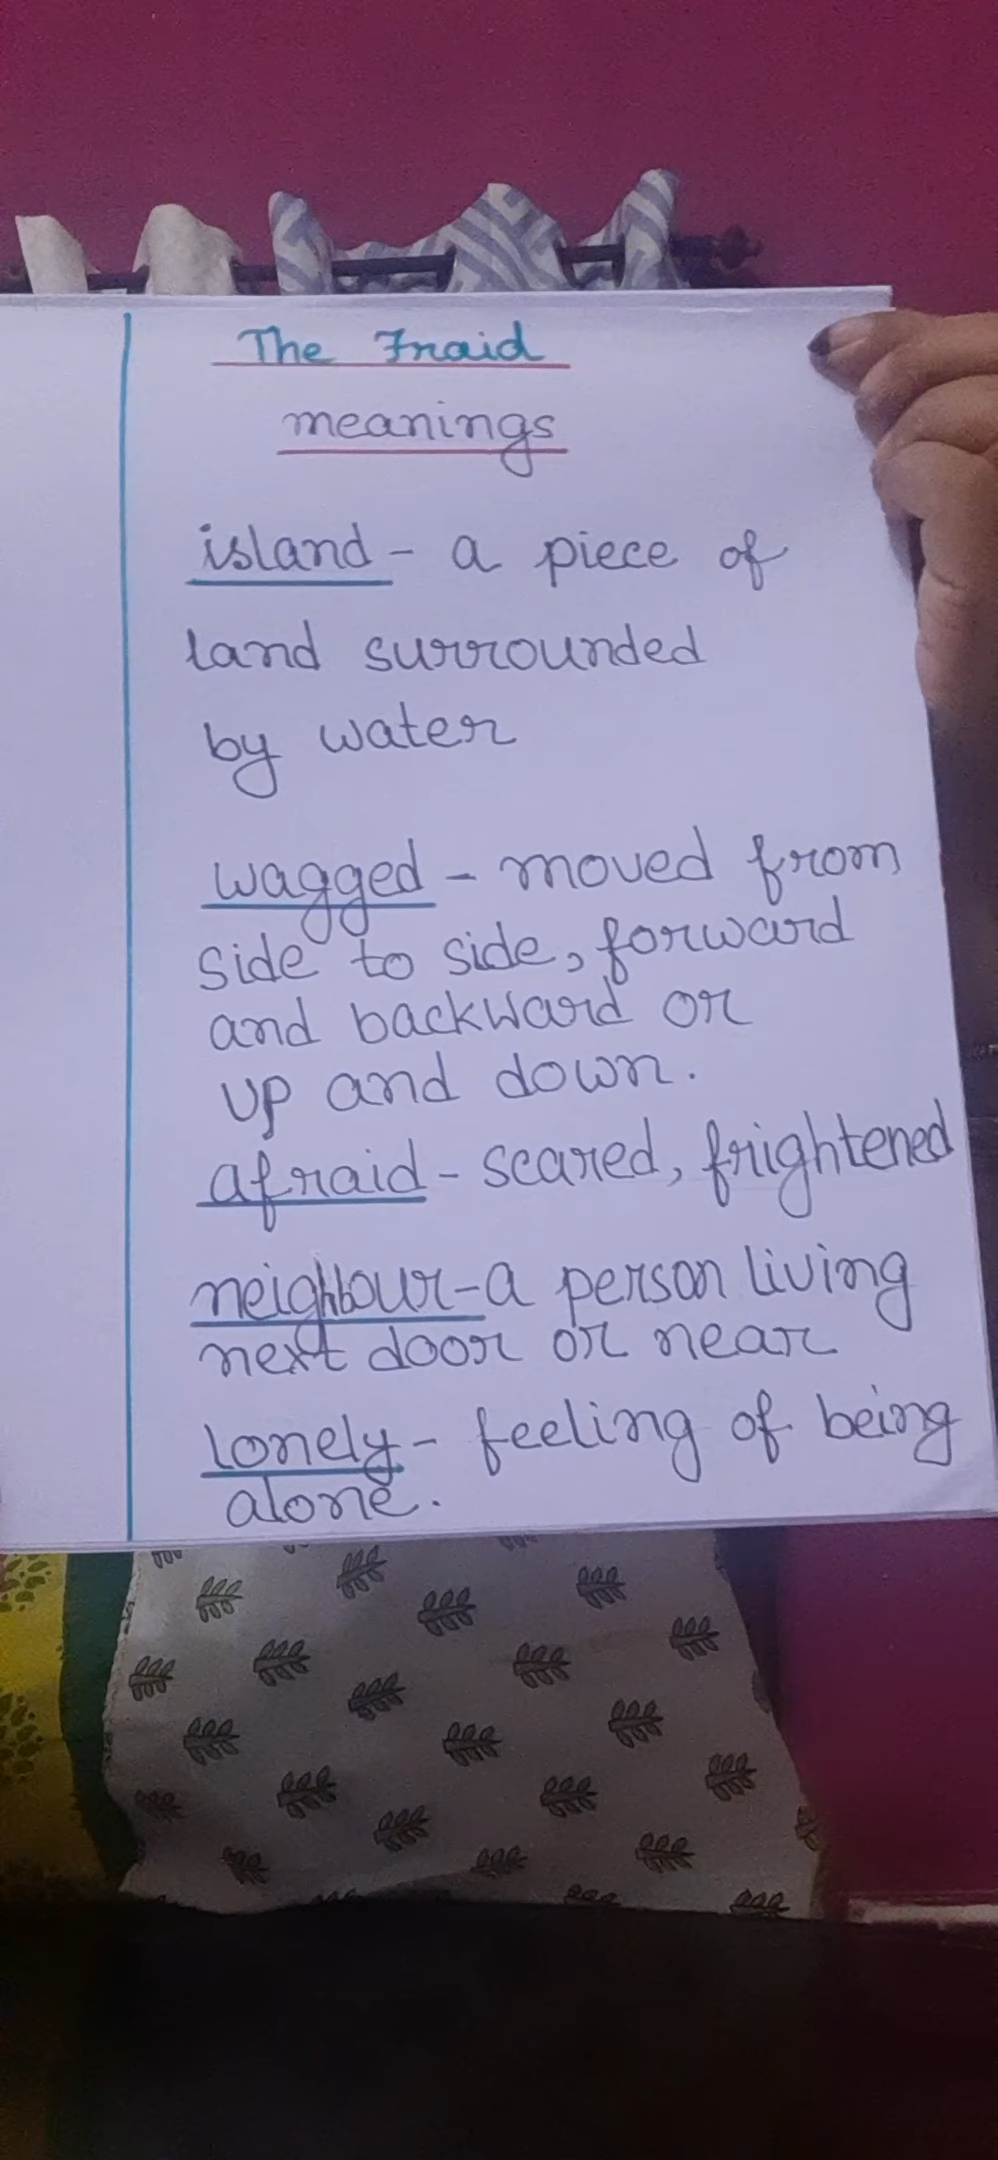 The Fraid
meanings
island - a piece of
land surrounded
by water
wagged - moved from
side to side, forward
and backward or
up and down.
afraid - scared, frightened
neighbour - a person living
next door or near
lonely - feeling of being
alone.